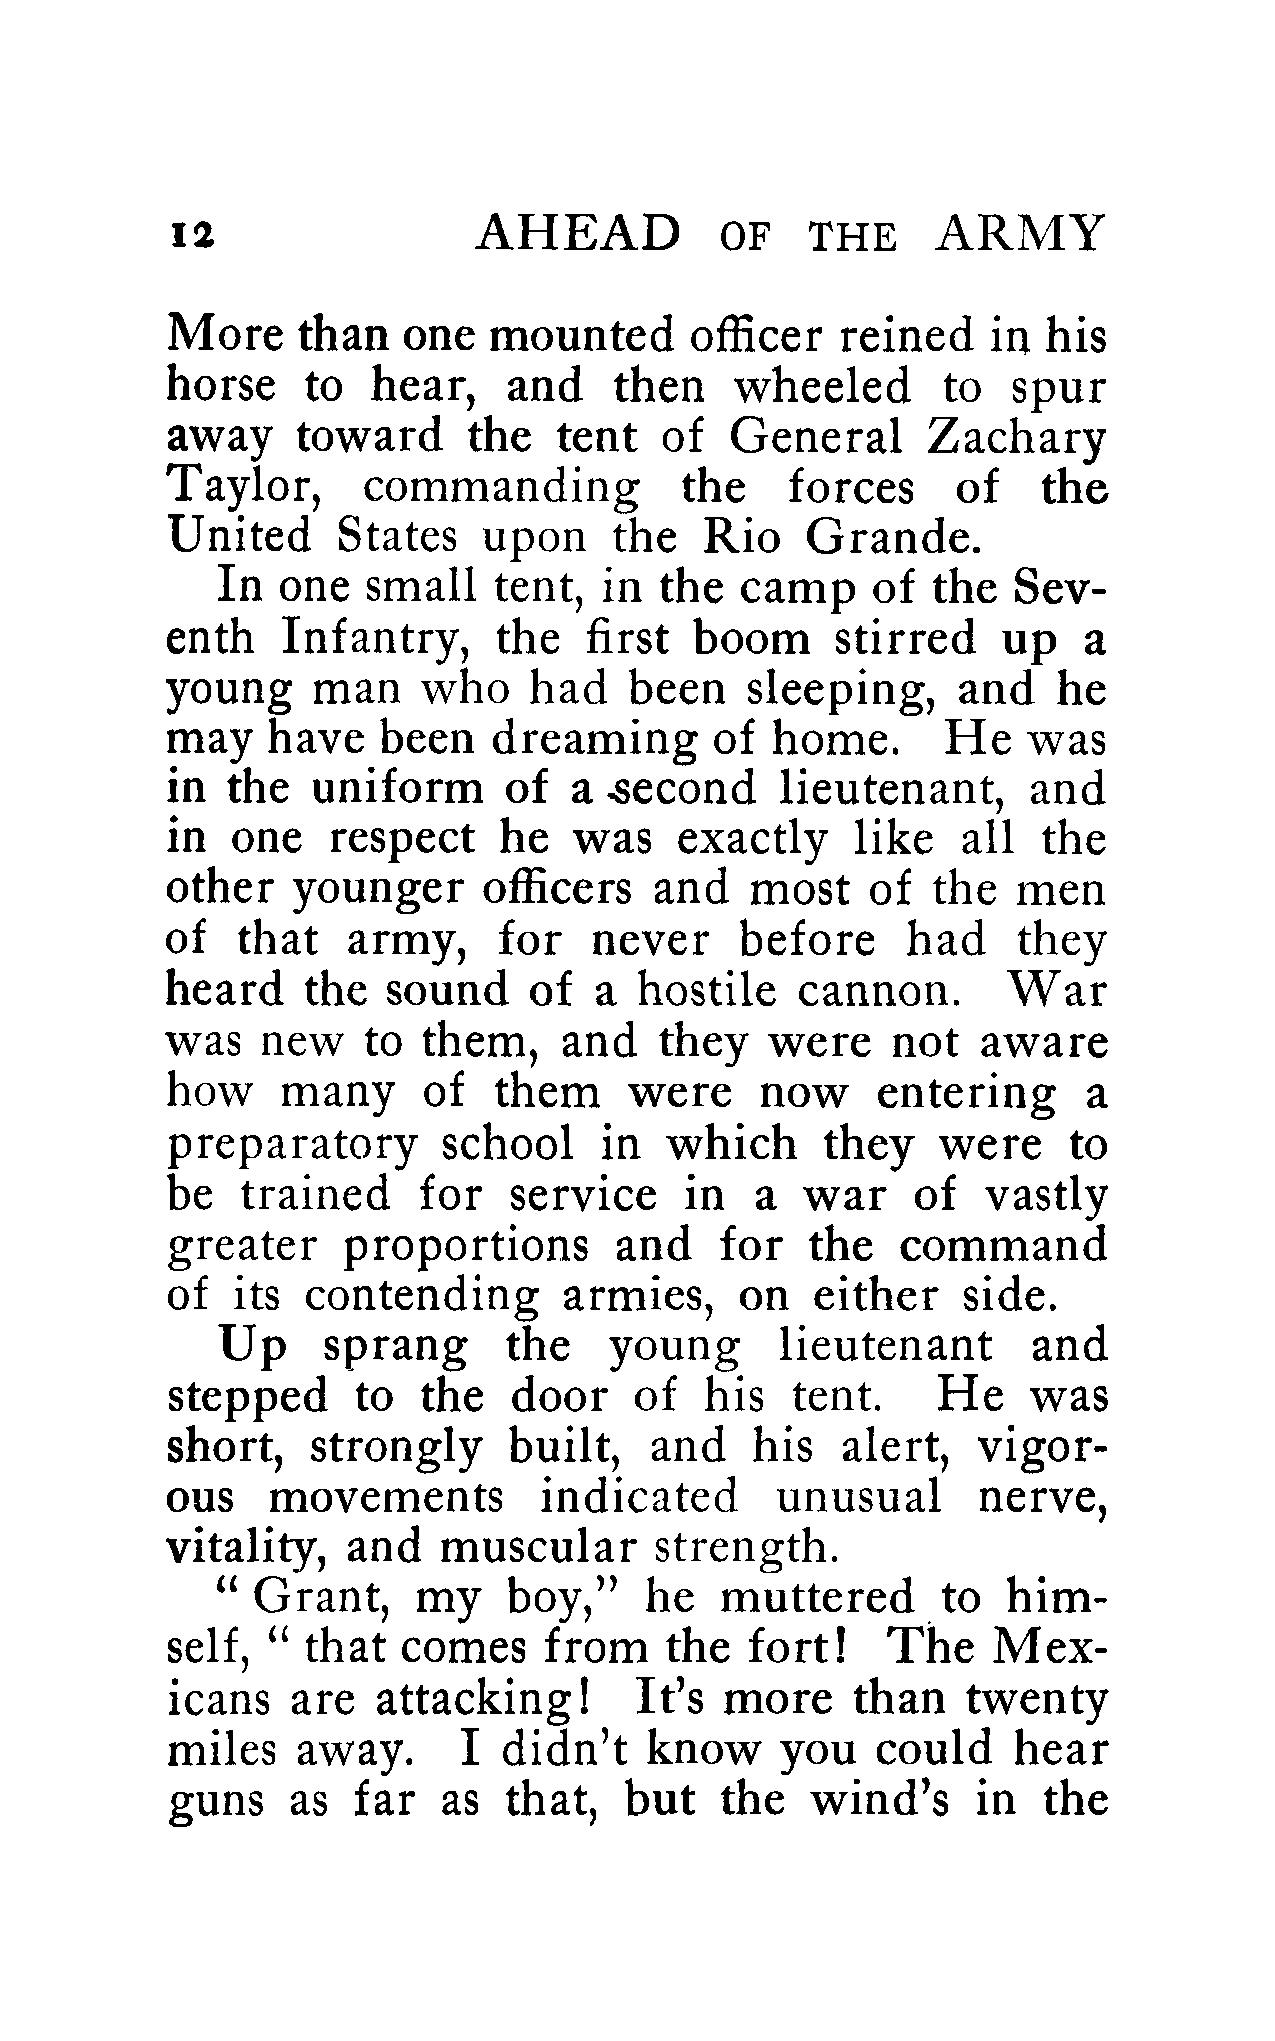 12 AHEAD OF THE ARMY
More than one mounted officer reined in his
horse to hear, and then wheeled to spur
away toward the tent of General Zachary
Taylor, commanding the forces of the
United States upon the Rio Grande.
In one small tent, in the camp of the Sev-
enth Infantry, the first boom stirred up a
young man who had been sleeping, and he
may have been dreaming of home. He was
in the uniform of a second lieutenant, and
in one respect he was exactly like all the
other younger officers and most of the men
of that army, for never before had they
heard the sound of a hostile cannon. War
was new to them, and they were not aware
how many of them were now entering a
preparatory school in which they were to
be trained for service in a war of vastly
greater proportions and for the command
of its contending armies, on either side.
Up sprang the young lieutenant and
stepped to the door of his tent. He was
short, strongly built, and his alert, vigor-
ous movements indicated unusual nerve,
vitality, and muscular strength.
“ Grant, my boy,” he muttered to him-
self, “ that comes from the fort! The Mex-
icans are attacking! It’s more than twenty
miles away. I didn’t know you could hear
guns as far as that, but the wind’s in the